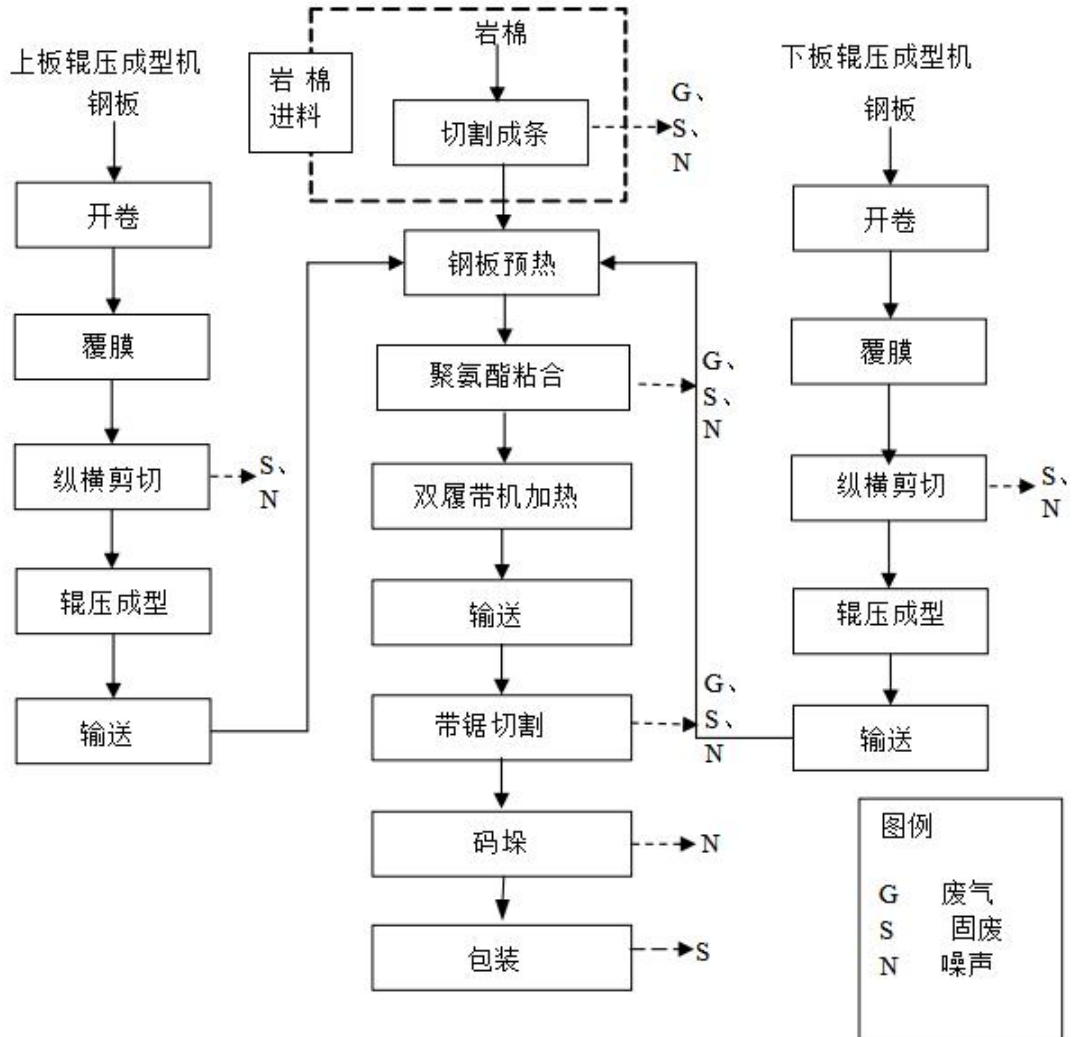 上板辊压成型机
钢板
开卷
覆膜
纵横剪切
S、
N
辊压成型
输送
岩棉
岩 棉
进料
切割成条
G、
S、
N
钢板预热
聚氨酯粘合
G、
S、
N
双履带机加热
输送
带锯切割
G、
S、
N
码垛
N
包装
S
下板辊压成型机
钢板
开卷
覆膜
纵横剪切
S、
N
辊压成型
输送
图例
G 废气
S 固废
N 噪声